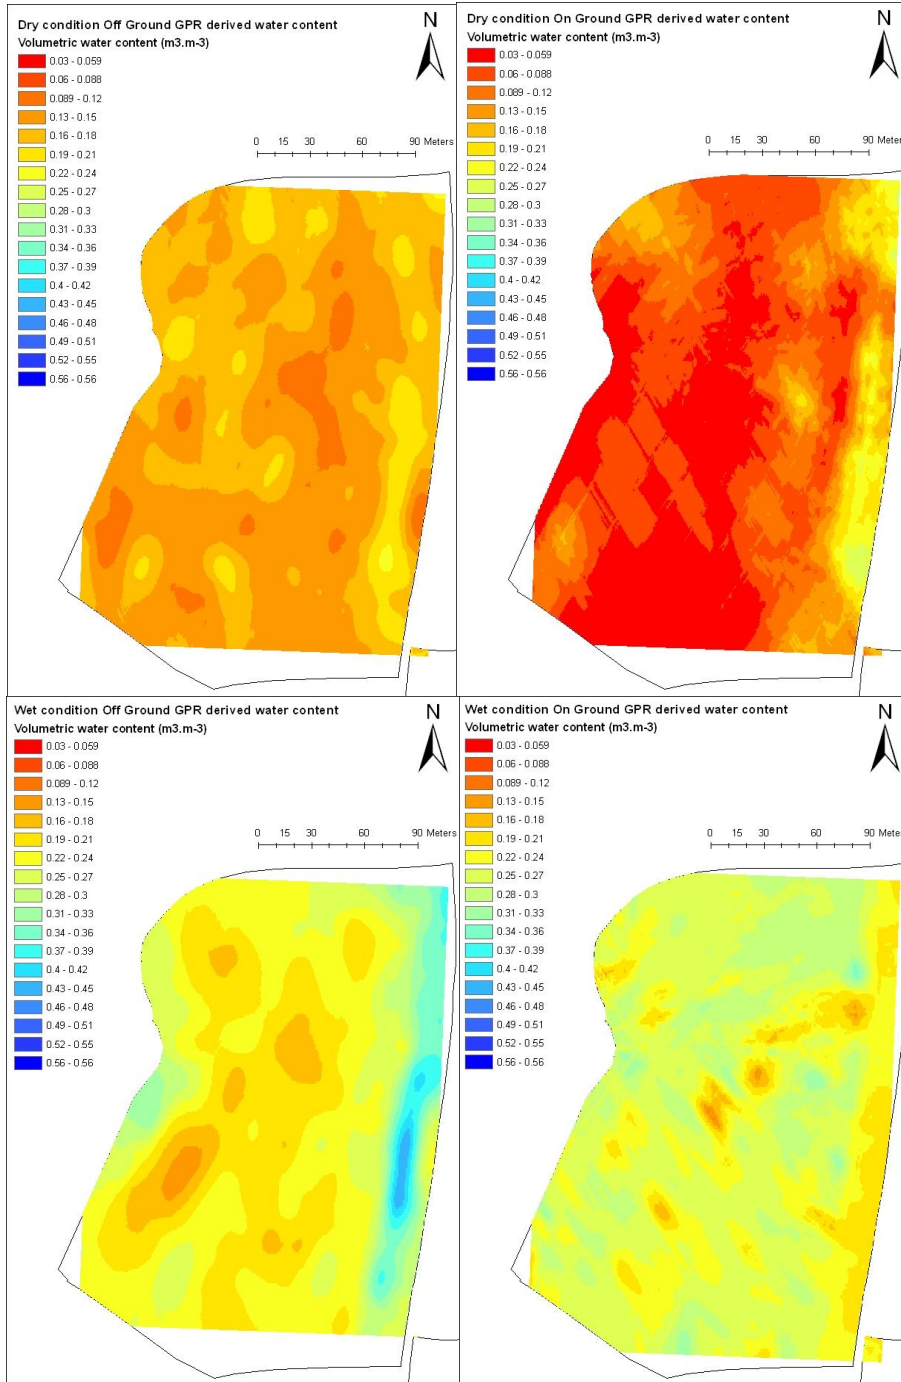 Dry condition Off Ground GPR derived water content
Volumetric water content (m3.m-3)
0.03 - 0.059
0.06 - 0.088
0.089 - 0.12
0.13 - 0.15
0.16 - 0.18
0.19 - 0.21
0.22 - 0.24
0.25 - 0.27
0.28 - 0.3
0.31 - 0.33
0.34 - 0.36
0.37 - 0.39
0.4 - 0.42
0.43 - 0.45
0.46 - 0.48
0.49 - 0.51
0.52 - 0.55
0.56 - 0.56
N
0 15 30 60 90 Meters
Dry condition On Ground GPR derived water content
Volumetric water content (m3.m-3)
0.03 - 0.059
0.06 - 0.088
0.089 - 0.12
0.13 - 0.15
0.16 - 0.18
0.19 - 0.21
0.22 - 0.24
0.25 - 0.27
0.28 - 0.3
0.31 - 0.33
0.34 - 0.36
0.37 - 0.39
0.4 - 0.42
0.43 - 0.45
0.46 - 0.48
0.49 - 0.51
0.52 - 0.55
0.56 - 0.56
N
0 15 30 60 90 Meters
Wet condition Off Ground GPR derived water content
Volumetric water content (m3.m-3)
0.03 - 0.059
0.06 - 0.088
0.089 - 0.12
0.13 - 0.15
0.16 - 0.18
0.19 - 0.21
0.22 - 0.24
0.25 - 0.27
0.28 - 0.3
0.31 - 0.33
0.34 - 0.36
0.37 - 0.39
0.4 - 0.42
0.43 - 0.45
0.46 - 0.48
0.49 - 0.51
0.52 - 0.55
0.56 - 0.56
N
0 15 30 60 90 Meters
Wet condition On Ground GPR derived water content
Volumetric water content (m3.m-3)
0.03 - 0.059
0.06 - 0.088
0.089 - 0.12
0.13 - 0.15
0.16 - 0.18
0.19 - 0.21
0.22 - 0.24
0.25 - 0.27
0.28 - 0.3
0.31 - 0.33
0.34 - 0.36
0.37 - 0.39
0.4 - 0.42
0.43 - 0.45
0.46 - 0.48
0.49 - 0.51
0.52 - 0.55
0.56 - 0.56
N
0 15 30 60 90 Meters